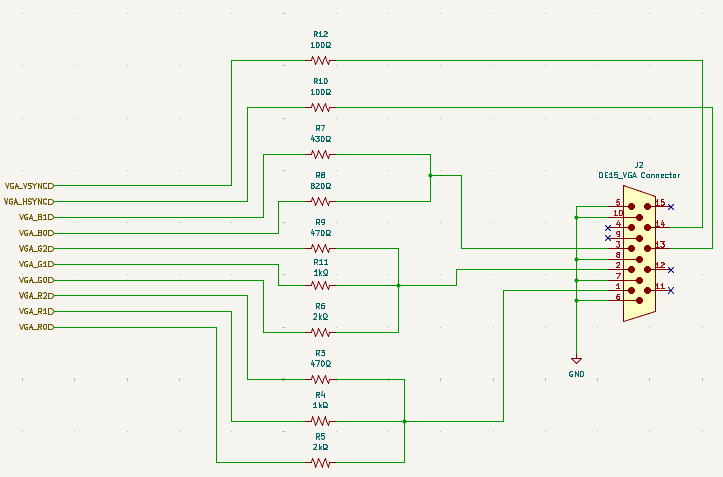 R12
100Ω
R10
100Ω
R7
430Ω
R8
820Ω
R9
470Ω
R11
1kΩ
R6
2kΩ
R3
470Ω
R4
1kΩ
R5
2kΩ
VGA_VSYNC
VGA_HSYNC
VGA_B1
VGA_B0
VGA_G2
VGA_G1
VGA_G0
VGA_R2
VGA_R1
VGA_R0
J2
DE15_VGA Connector
5
10
4
9
3
8
2
7
1
6
15
14
13
12
11
GND